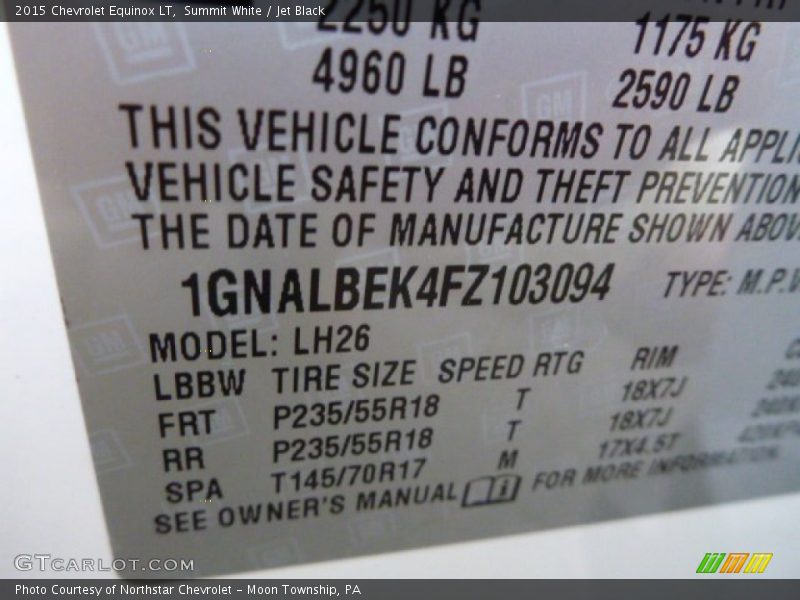 2015 Chevrolet Equinox LT, Summit White / Jet Black
2250 KG 1175 KG
4960 LB 2590 LB
THIS VEHICLE CONFORMS TO ALL APPLI
VEHICLE SAFETY AND THEFT PREVENTION
THE DATE OF MANUFACTURE SHOWN ABOV
1GNALBEK4FZ103094 TYPE: M.P.V
MODEL: LH26
LBBW TIRE SIZE SPEED RTG RIM
FRT P235/55R18 T 18X7J
RR P235/55R18 T 18X7J
SPA T145/70R17 M 17X4.5T
SEE OWNER'S MANUAL FOR MORE INFORMATION
GTCARLOT.COM
Photo Courtesy of Northstar Chevrolet - Moon Township, PA